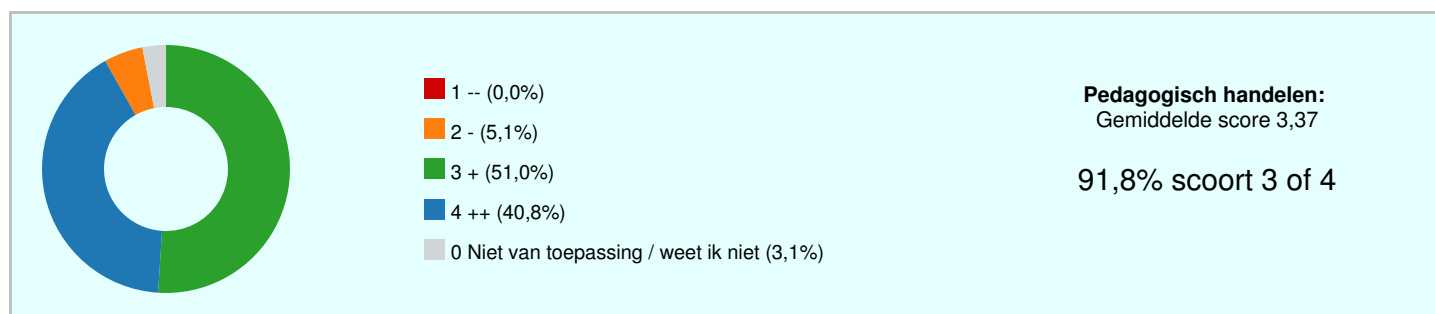 1 -- (0,0%)
2 - (5,1%)
3 + (51,0%)
4 ++ (40,8%)
0 Niet van toepassing / weet ik niet (3,1%)
Pedagogisch handelen:
Gemiddelde score 3,37
91,8% scoort 3 of 4